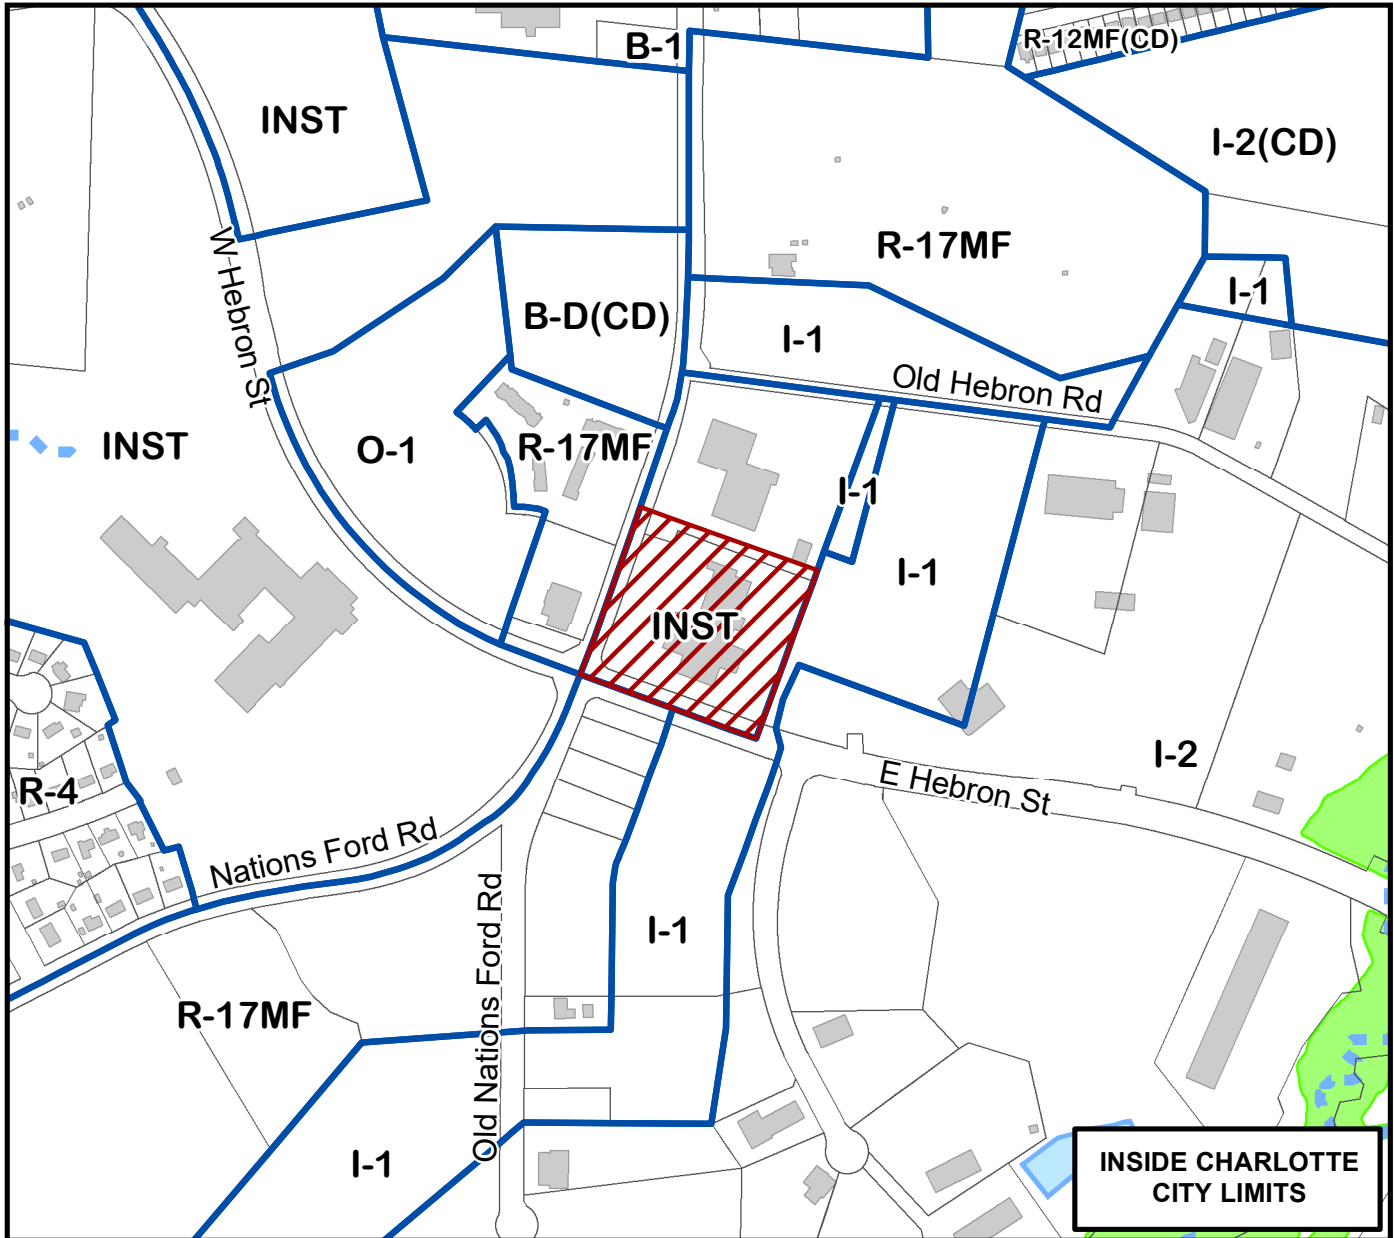 B-1
R-12MF(CD)
INST
I-2(CD)
W Hebron St
R-17MF
I-1
B-D(CD)
I-1
Old Hebron Rd
INST
O-1
R-17MF
I-1
I-1
INST
I-2
E Hebron St
R-4
Nations Ford Rd
Old Nations Ford Rd
I-1
R-17MF
I-1
INSIDE CHARLOTTE
CITY LIMITS